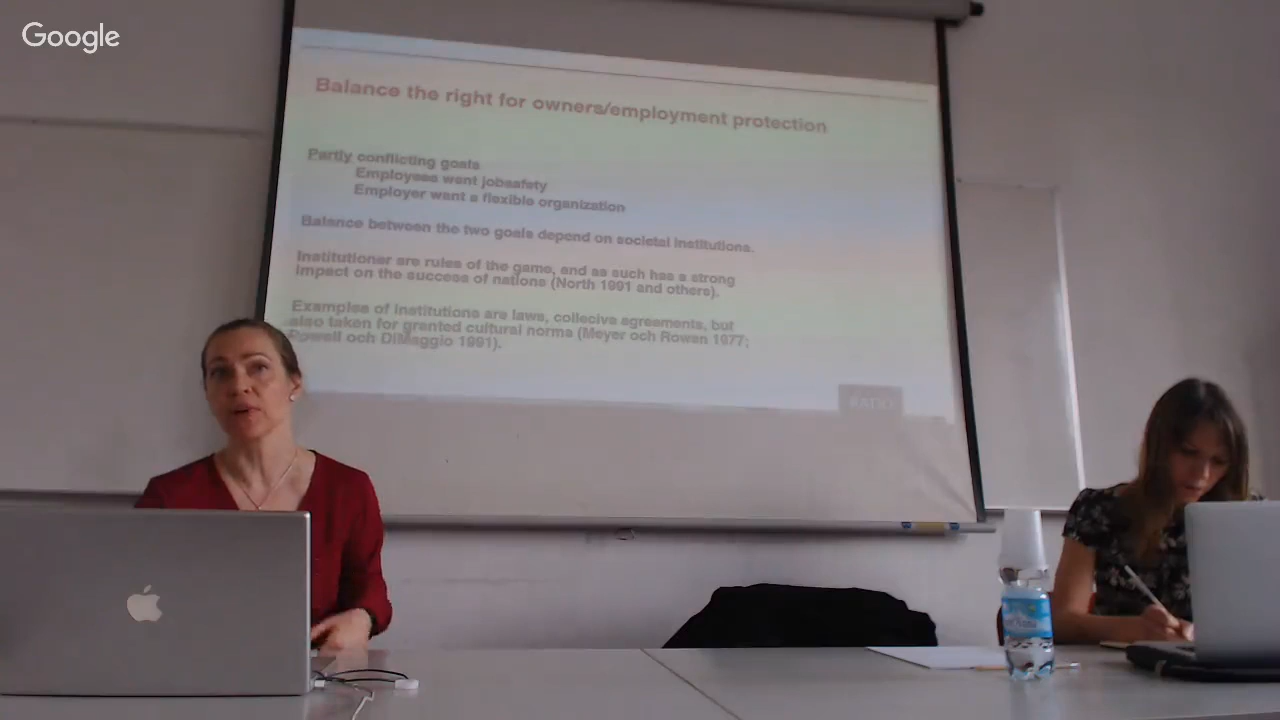 Google
Balance the right for owners/employment protection
Partly conflicting goals
Employees want jobsafety
Employer want a flexible organization
Balance between the two goals depend on societal institutions.
Institutioner are rules of the game, and as such has a strong
impact on the success of nations (North 1991 and others).
Examples of institutions are laws, collecive agreements, but
also taken for granted cultural norms (Meyer och Rowan 1977;
Powell och DiMaggio 1991).
RATIO